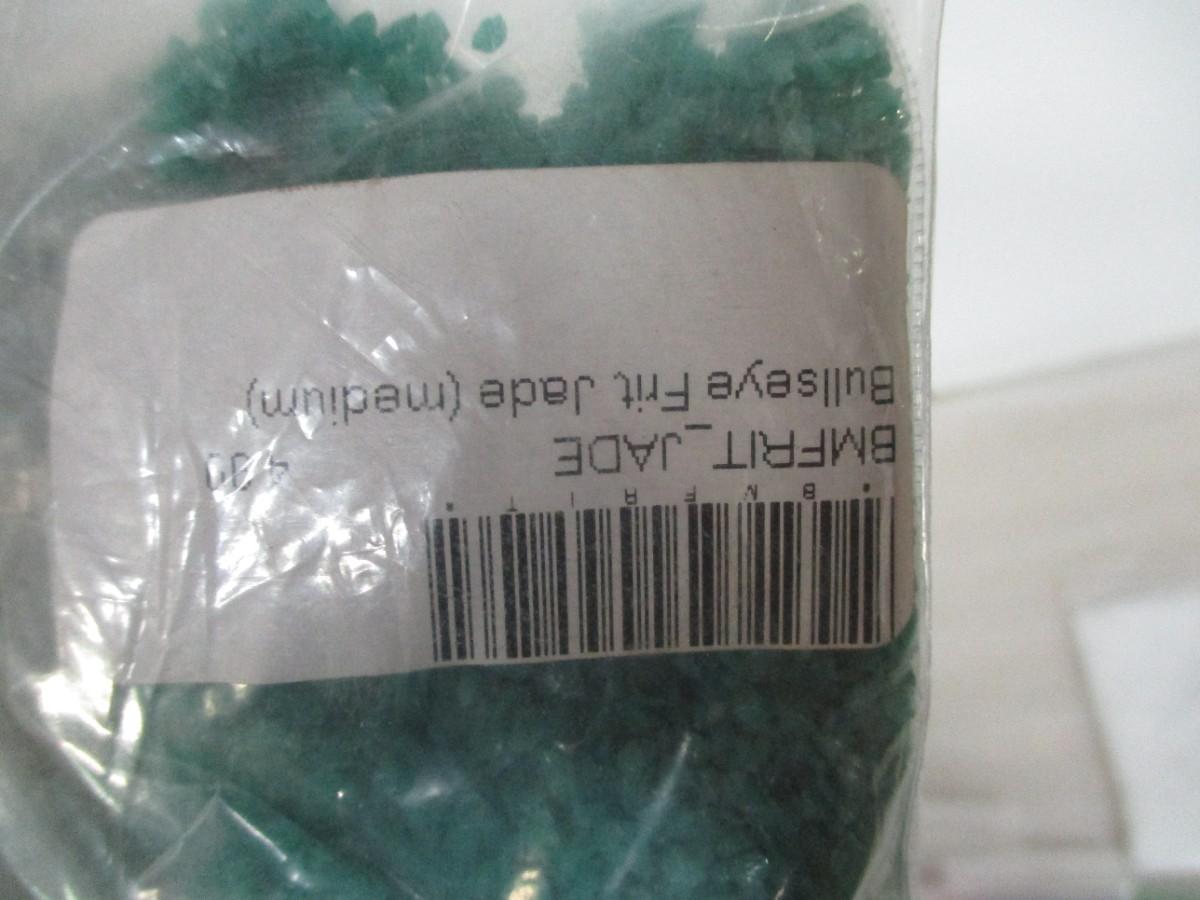 * B M F R I T *
BMFRIT_JADE
Bullseye Frit Jade (medium)